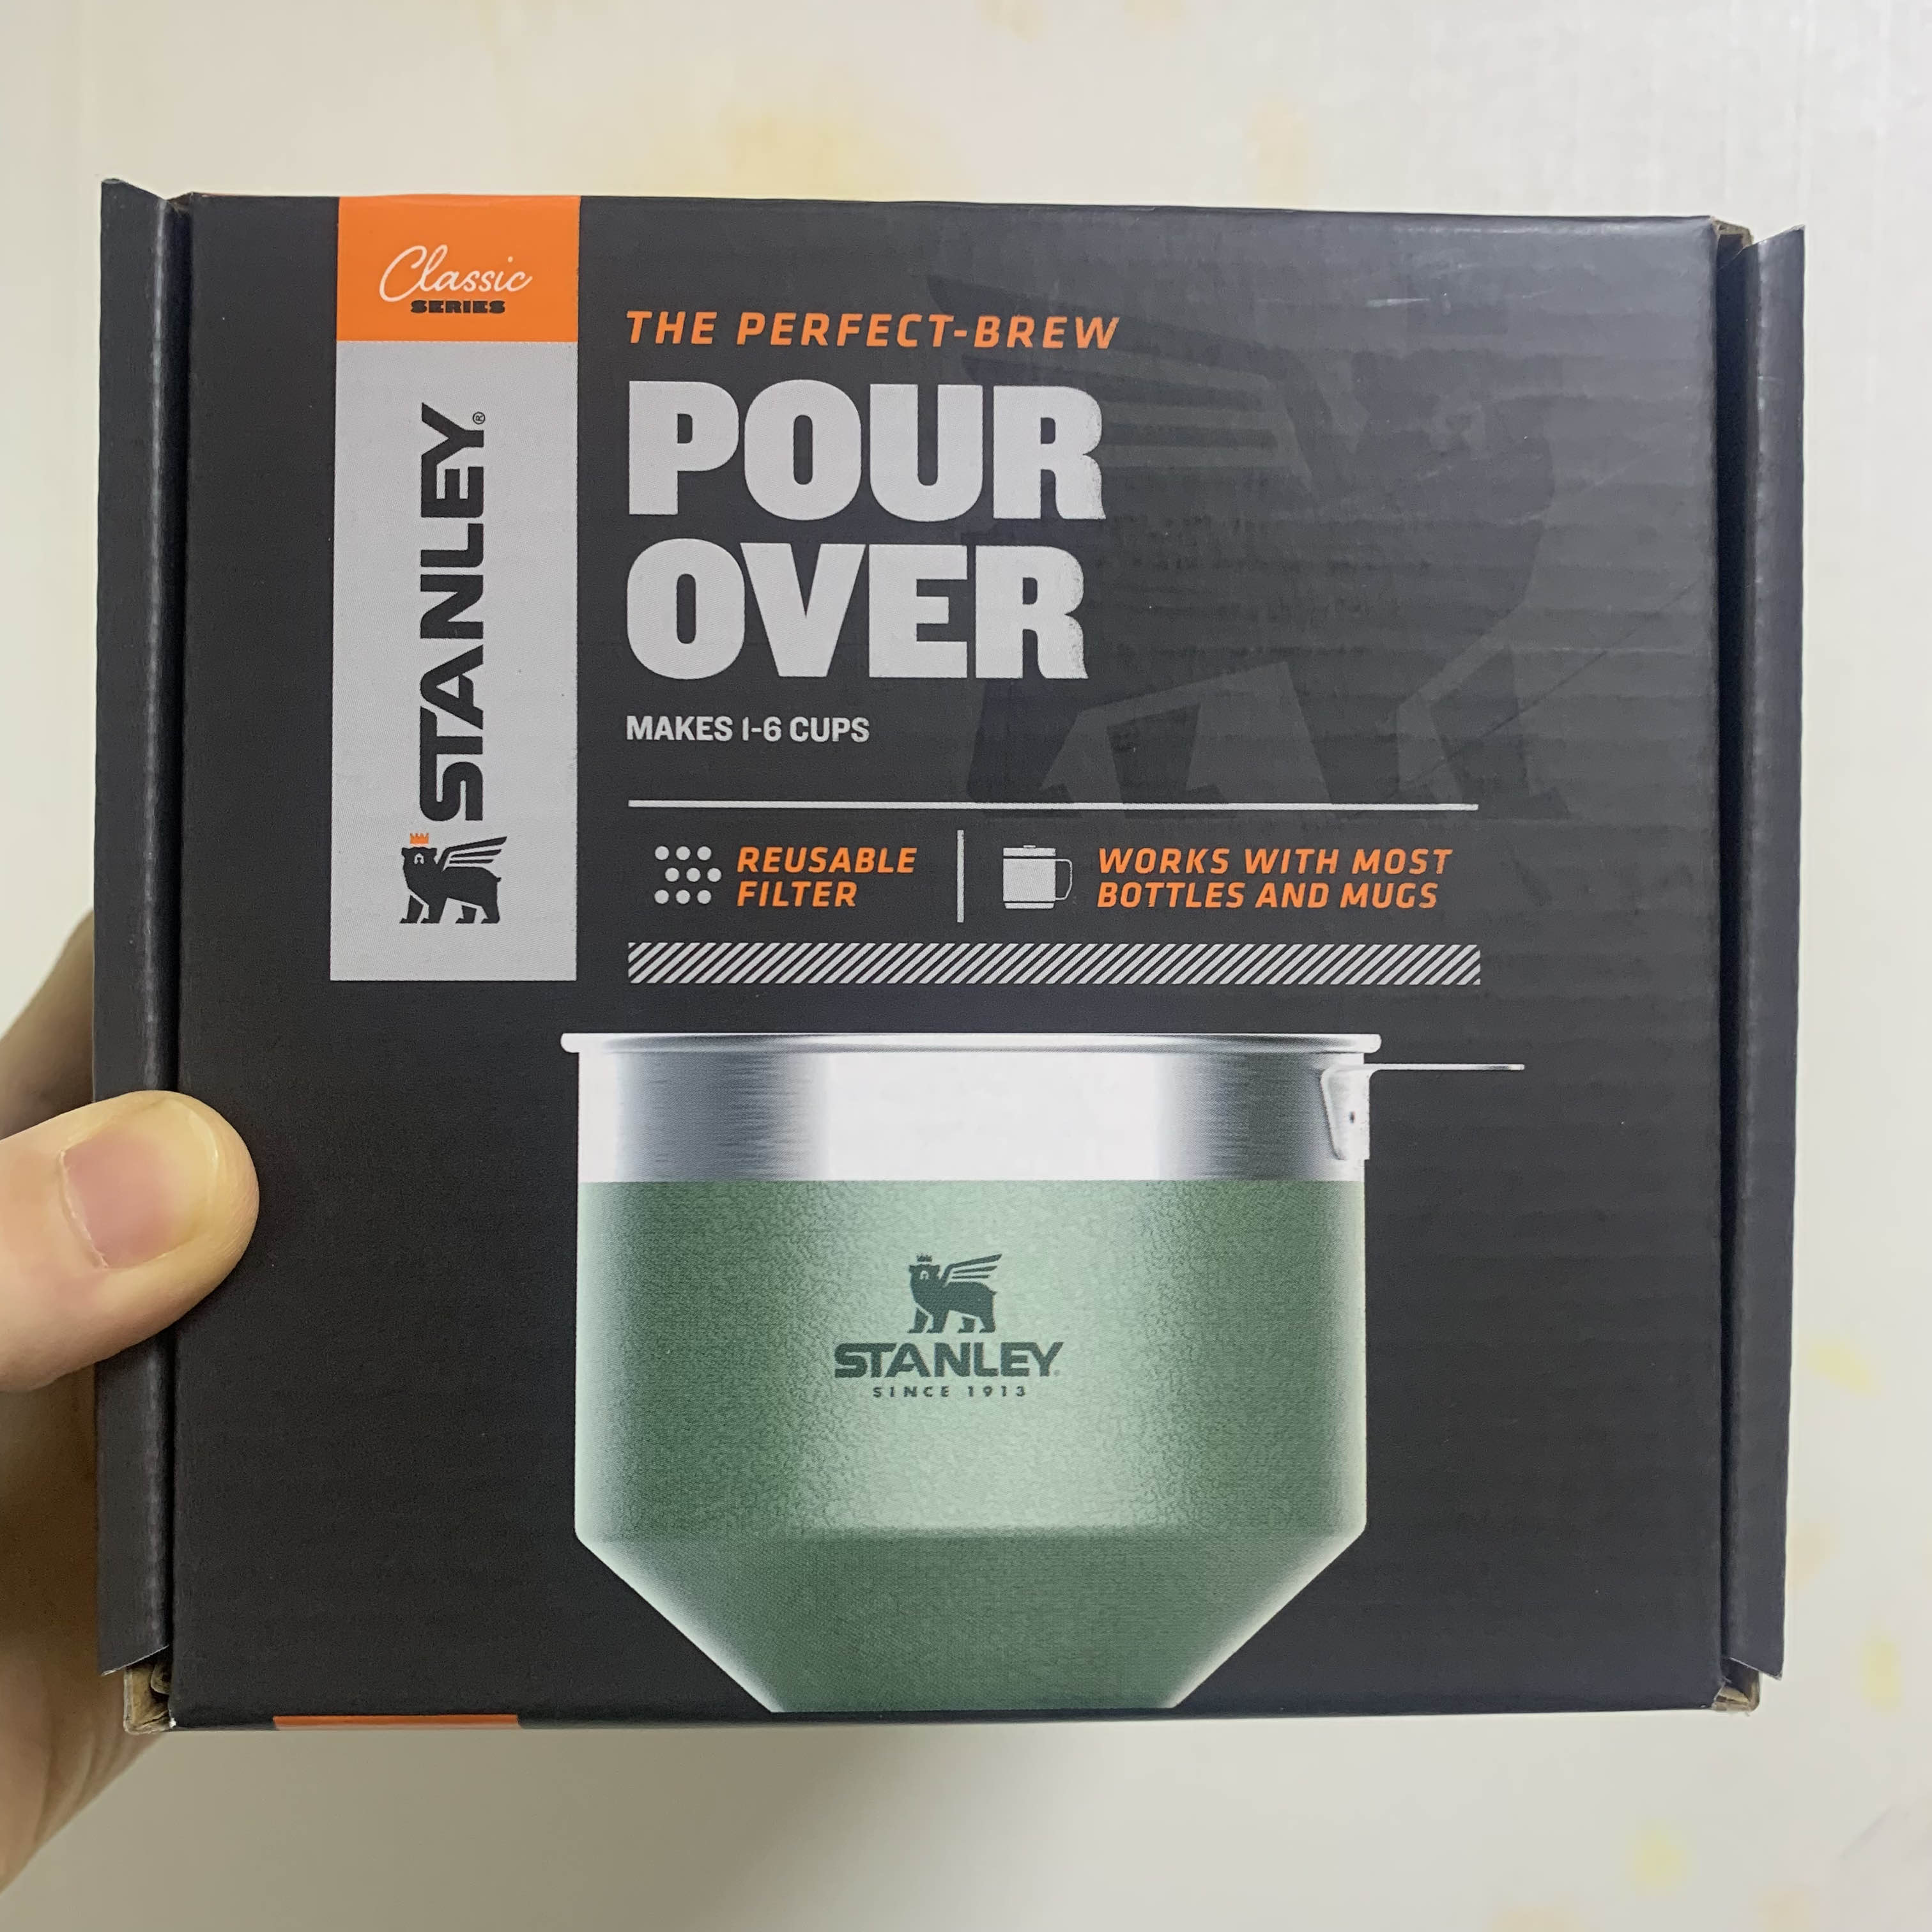 Classic
SERIES
STANLEY®
THE PERFECT-BREW
POUR
OVER
MAKES 1-6 CUPS
REUSABLE
FILTER
WORKS WITH MOST
BOTTLES AND MUGS
STANLEY
SINCE 1913